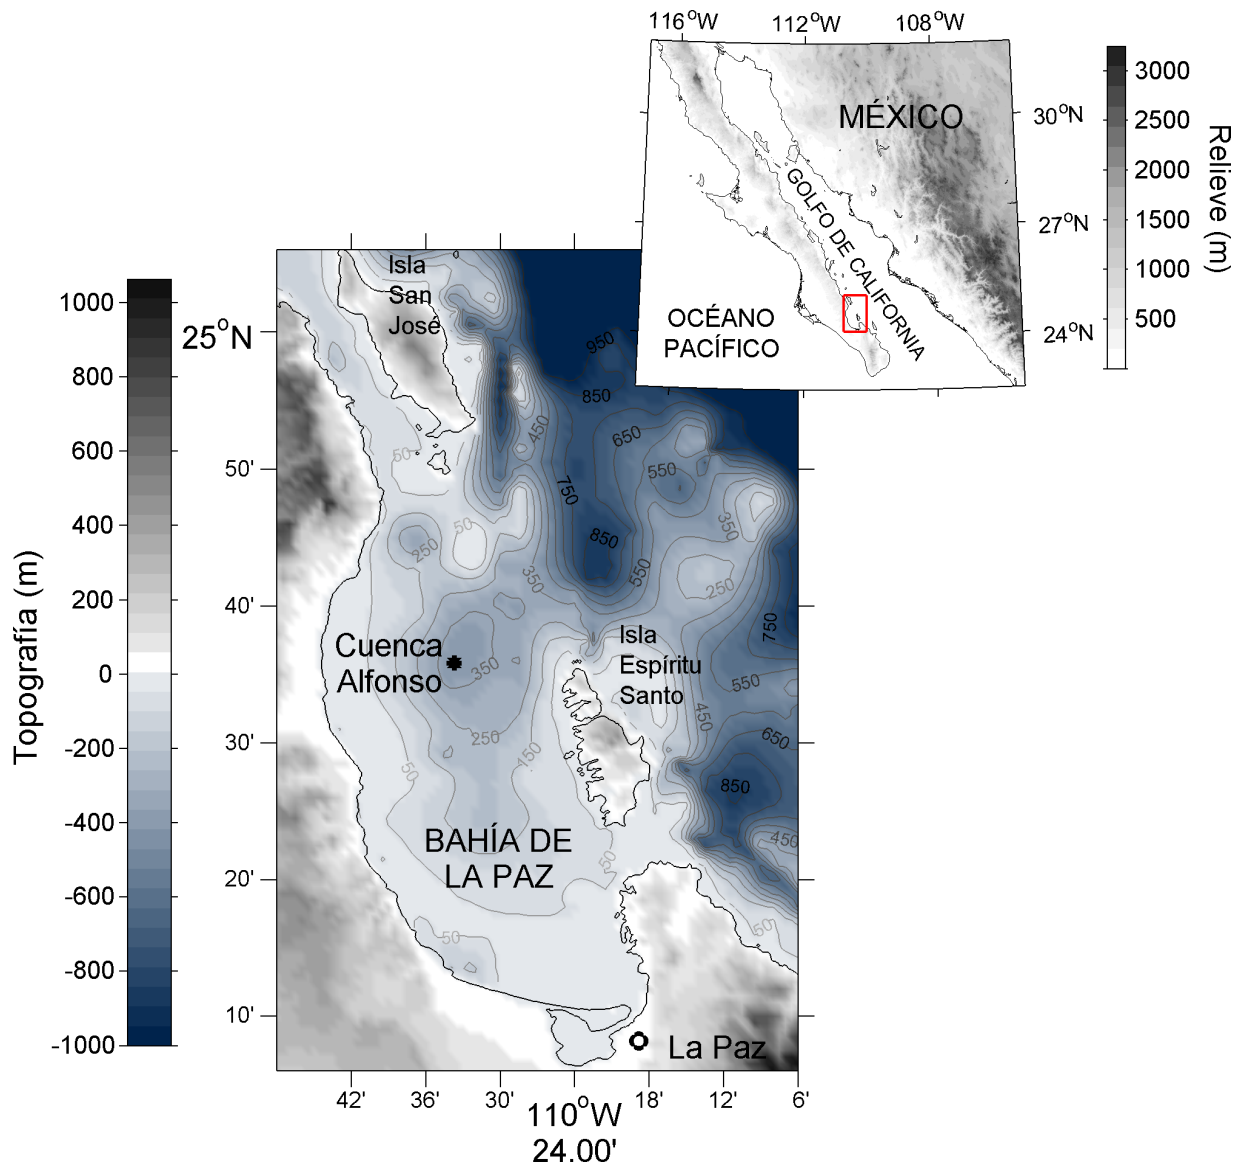 116°W
112°W
108°W
3000
2500
2000
1500
1000
500
Relieve (m)
30°N
27°N
24°N
MÉXICO
GOLFO DE CALIFORNIA
OCÉANO
PACÍFICO
1000
800
600
400
200
0
-200
-400
-600
-800
-1000
Topografía (m)
25°N
50'
40'
30'
20'
10'
Isla
San
José
950
850
650
450
550
50
750
350
50
850
250
350
550
250
750
Cuenca
Alfonso
350
Isla
Espíritu
Santo
550
450
250
650
150
50
850
450
BAHÍA DE
LA PAZ
50
50
50
La Paz
42'
36'
30'
110°W
24.00'
18'
12'
6'